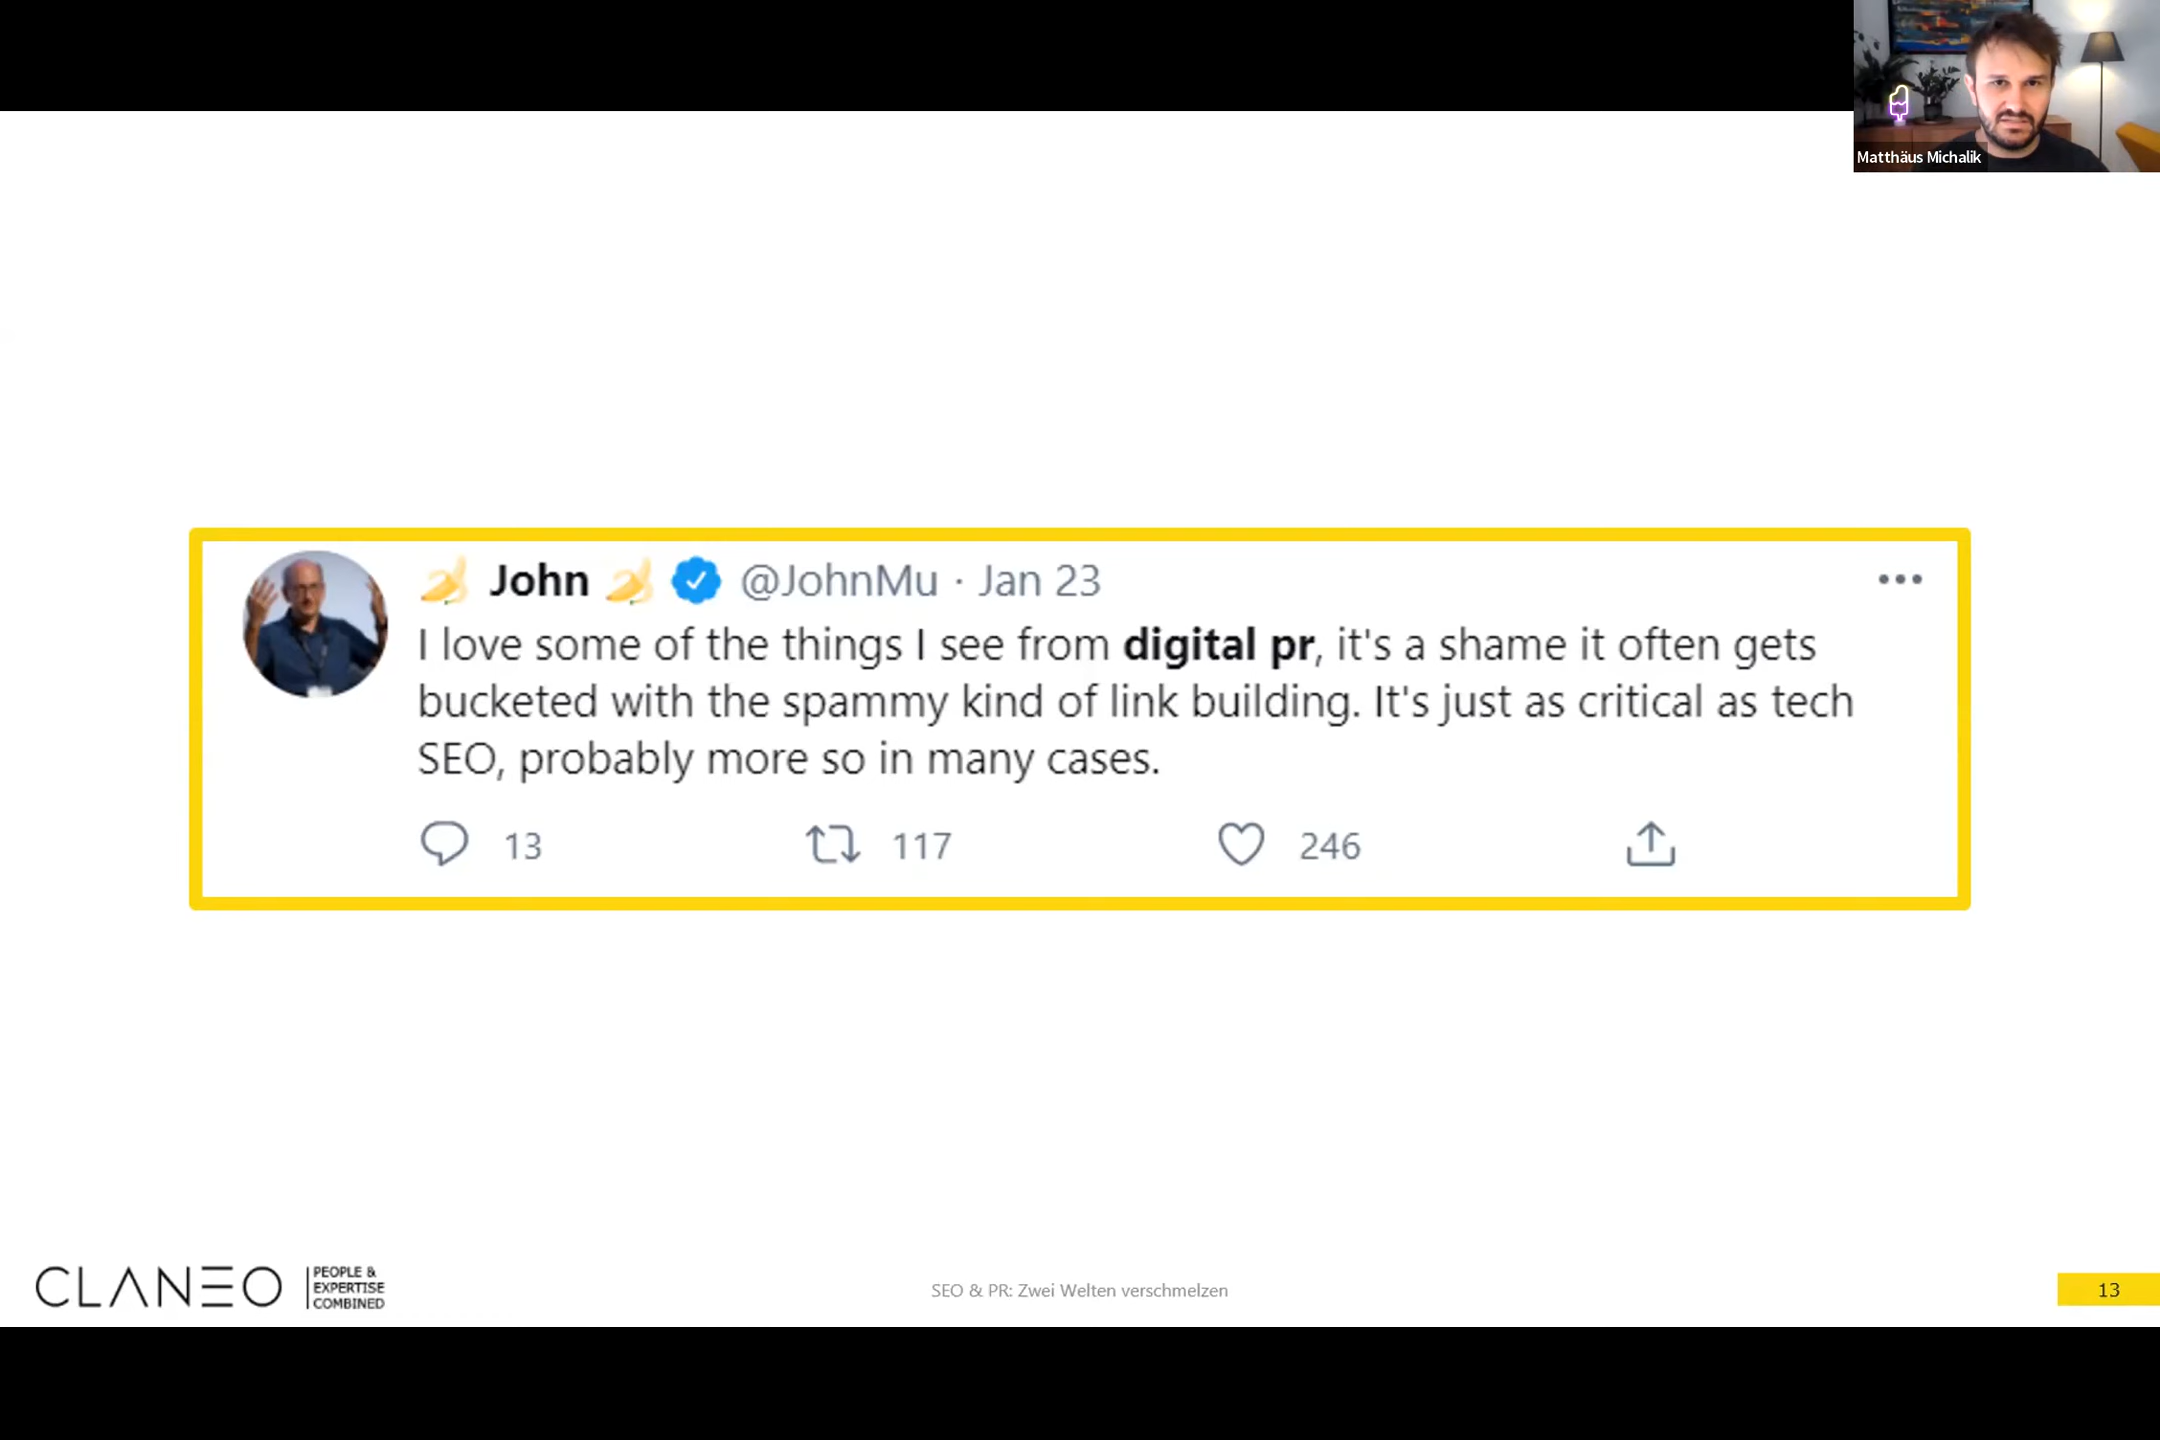 Matthäus Michalik
🍌 John 🍌 @JohnMu · Jan 23
I love some of the things I see from digital pr, it's a shame it often gets
bucketed with the spammy kind of link building. It's just as critical as tech
SEO, probably more so in many cases.
13 117 246
CLANEO
PEOPLE &
EXPERTISE
COMBINED
SEO & PR: Zwei Welten verschmelzen
13